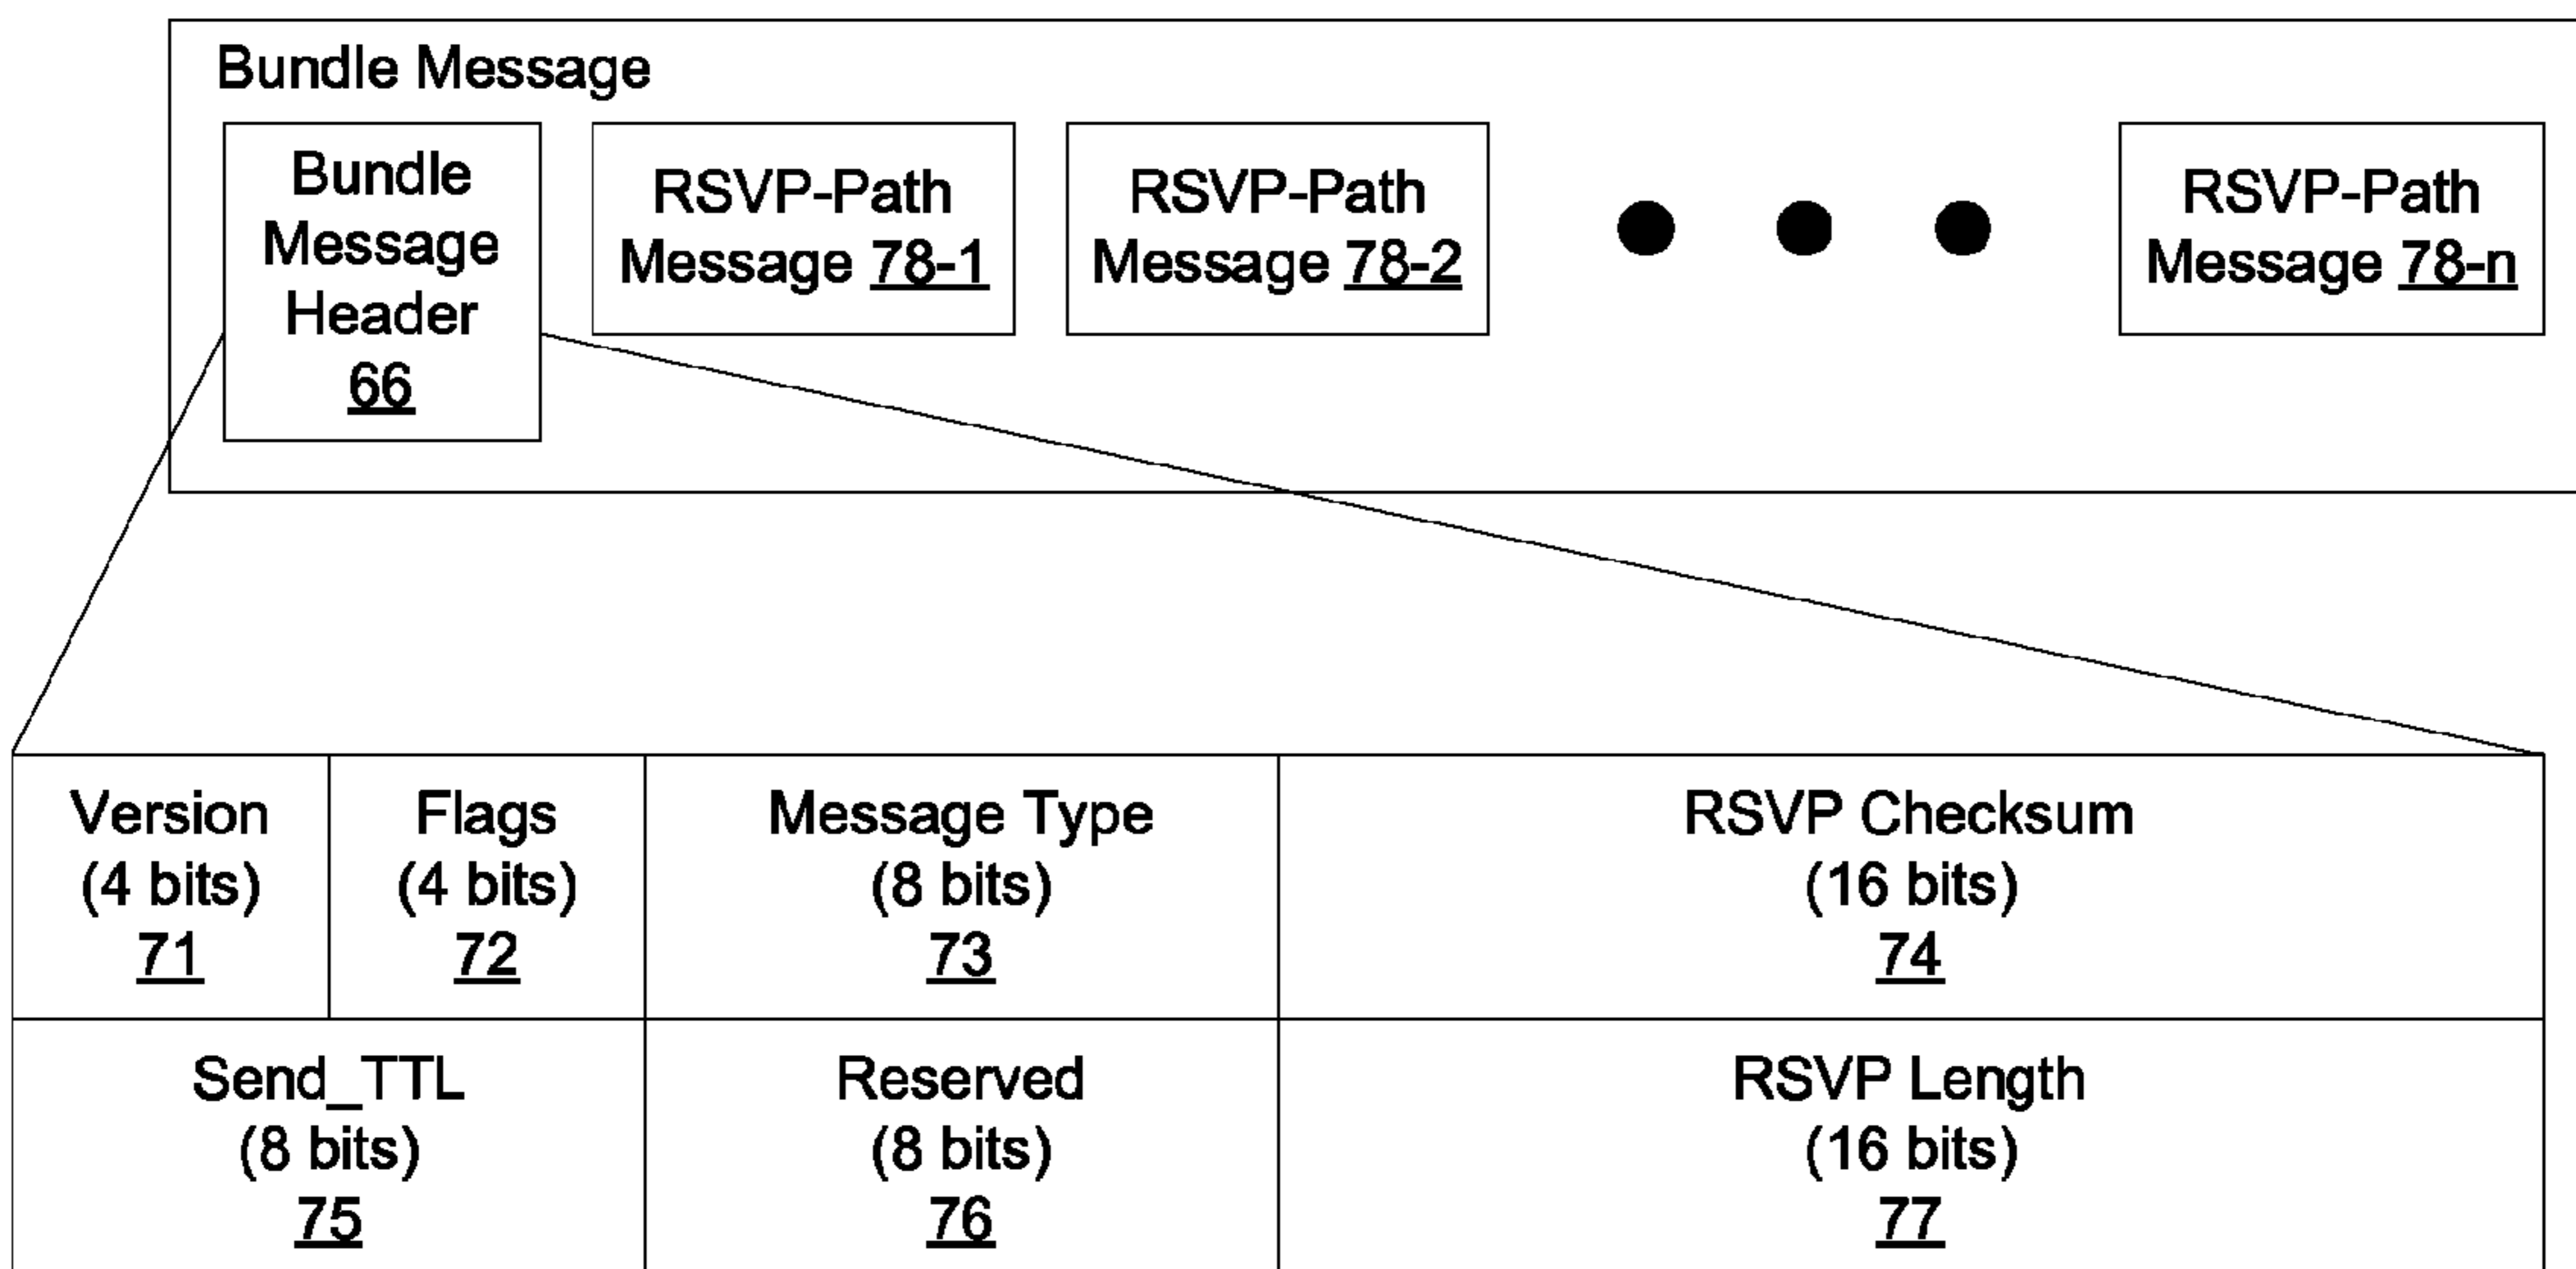 Bundle Message
Bundle
Message
Header
66
RSVP-Path
Message 78-1
RSVP-Path
Message 78-2
RSVP-Path
Message 78-n
Version
(4 bits)
71
Flags
(4 bits)
72
Message Type
(8 bits)
73
RSVP Checksum
(16 bits)
74
Send_TTL
(8 bits)
75
Reserved
(8 bits)
76
RSVP Length
(16 bits)
77